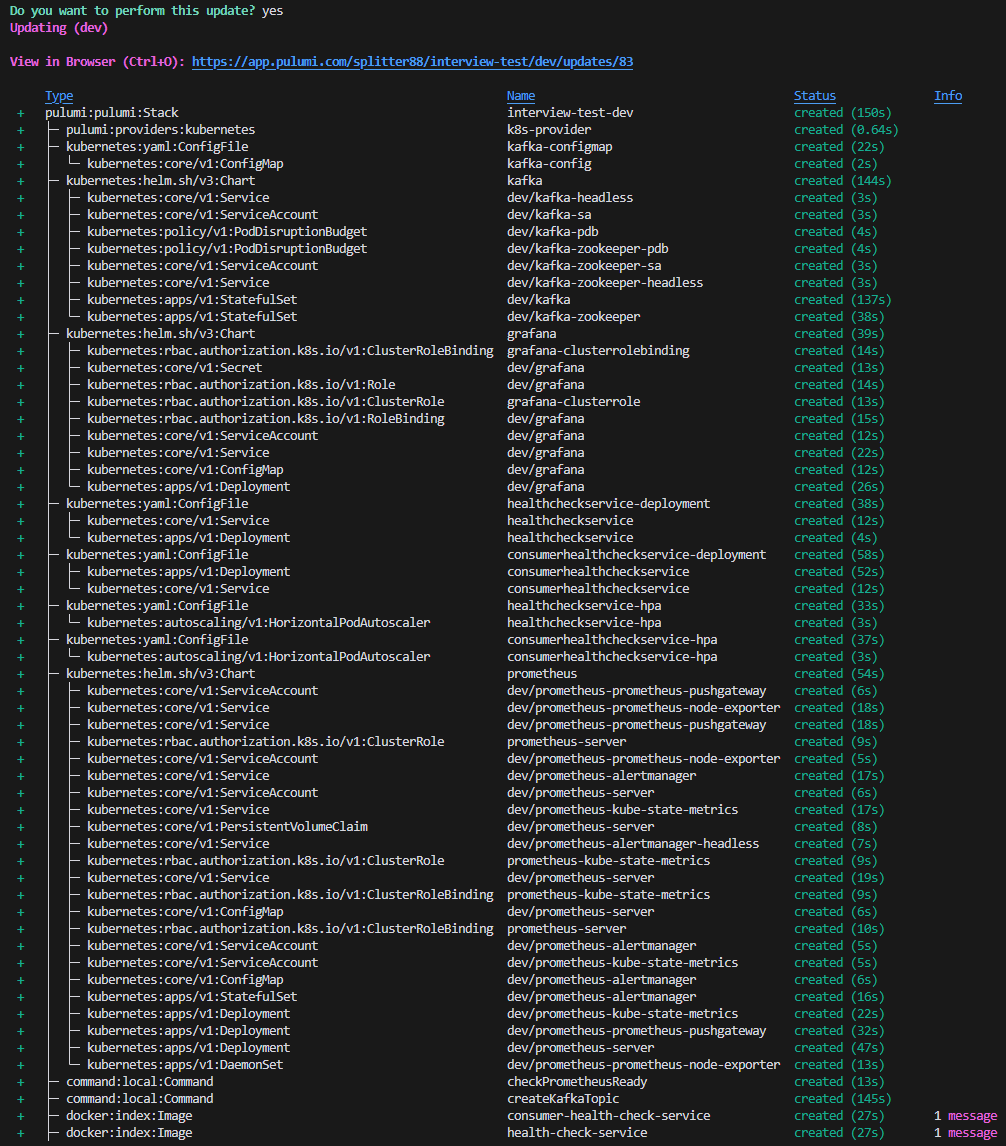 Do you want to perform this update? yes
Updating (dev)
View in Browser (Ctrl+O): https://app.pulumi.com/splitter88/interview-test/dev/updates/83
Type Name Status Info
+ pulumi:pulumi:Stack interview-test-dev created (150s)
+ ├─ pulumi:providers:kubernetes k8s-provider created (0.64s)
+ ├─ kubernetes:yaml:ConfigFile kafka-configmap created (22s)
+ │ └─ kubernetes:core/v1:ConfigMap kafka-config created (2s)
+ ├─ kubernetes:helm.sh/v3:Chart kafka created (144s)
+ │ ├─ kubernetes:core/v1:Service dev/kafka-headless created (3s)
+ │ ├─ kubernetes:core/v1:ServiceAccount dev/kafka-sa created (3s)
+ │ ├─ kubernetes:policy/v1:PodDisruptionBudget dev/kafka-pdb created (4s)
+ │ ├─ kubernetes:policy/v1:PodDisruptionBudget dev/kafka-zookeeper-pdb created (4s)
+ │ ├─ kubernetes:core/v1:ServiceAccount dev/kafka-zookeeper-sa created (3s)
+ │ ├─ kubernetes:core/v1:Service dev/kafka-zookeeper-headless created (3s)
+ │ ├─ kubernetes:apps/v1:StatefulSet dev/kafka created (137s)
+ │ └─ kubernetes:apps/v1:StatefulSet dev/kafka-zookeeper created (38s)
+ ├─ kubernetes:helm.sh/v3:Chart grafana created (39s)
+ │ ├─ kubernetes:rbac.authorization.k8s.io/v1:ClusterRoleBinding grafana-clusterrolebinding created (14s)
+ │ ├─ kubernetes:core/v1:Secret dev/grafana created (13s)
+ │ ├─ kubernetes:rbac.authorization.k8s.io/v1:Role dev/grafana created (14s)
+ │ ├─ kubernetes:rbac.authorization.k8s.io/v1:ClusterRole grafana-clusterrole created (13s)
+ │ ├─ kubernetes:rbac.authorization.k8s.io/v1:RoleBinding dev/grafana created (15s)
+ │ ├─ kubernetes:core/v1:ServiceAccount dev/grafana created (12s)
+ │ ├─ kubernetes:core/v1:Service dev/grafana created (22s)
+ │ ├─ kubernetes:core/v1:ConfigMap dev/grafana created (12s)
+ │ └─ kubernetes:apps/v1:Deployment dev/grafana created (26s)
+ ├─ kubernetes:yaml:ConfigFile healthcheckservice-deployment created (38s)
+ │ ├─ kubernetes:core/v1:Service healthcheckservice created (12s)
+ │ └─ kubernetes:apps/v1:Deployment healthcheckservice created (4s)
+ ├─ kubernetes:yaml:ConfigFile consumerhealthcheckservice-deployment created (58s)
+ │ ├─ kubernetes:apps/v1:Deployment consumerhealthcheckservice created (52s)
+ │ └─ kubernetes:core/v1:Service consumerhealthcheckservice created (12s)
+ ├─ kubernetes:yaml:ConfigFile healthcheckservice-hpa created (33s)
+ │ └─ kubernetes:autoscaling/v1:HorizontalPodAutoscaler healthcheckservice-hpa created (3s)
+ ├─ kubernetes:yaml:ConfigFile consumerhealthcheckservice-hpa created (37s)
+ │ └─ kubernetes:autoscaling/v1:HorizontalPodAutoscaler consumerhealthcheckservice-hpa created (3s)
+ ├─ kubernetes:helm.sh/v3:Chart prometheus created (54s)
+ │ ├─ kubernetes:core/v1:ServiceAccount dev/prometheus-prometheus-pushgateway created (6s)
+ │ ├─ kubernetes:core/v1:Service dev/prometheus-prometheus-node-exporter created (18s)
+ │ ├─ kubernetes:core/v1:Service dev/prometheus-prometheus-pushgateway created (18s)
+ │ ├─ kubernetes:rbac.authorization.k8s.io/v1:ClusterRole prometheus-server created (9s)
+ │ ├─ kubernetes:core/v1:ServiceAccount dev/prometheus-prometheus-node-exporter created (5s)
+ │ ├─ kubernetes:core/v1:Service dev/prometheus-alertmanager created (17s)
+ │ ├─ kubernetes:core/v1:ServiceAccount dev/prometheus-server created (6s)
+ │ ├─ kubernetes:core/v1:Service dev/prometheus-kube-state-metrics created (17s)
+ │ ├─ kubernetes:core/v1:PersistentVolumeClaim dev/prometheus-server created (8s)
+ │ ├─ kubernetes:core/v1:Service dev/prometheus-alertmanager-headless created (7s)
+ │ ├─ kubernetes:rbac.authorization.k8s.io/v1:ClusterRole prometheus-kube-state-metrics created (9s)
+ │ ├─ kubernetes:core/v1:Service dev/prometheus-server created (19s)
+ │ ├─ kubernetes:rbac.authorization.k8s.io/v1:ClusterRoleBinding prometheus-kube-state-metrics created (9s)
+ │ ├─ kubernetes:core/v1:ConfigMap dev/prometheus-server created (6s)
+ │ ├─ kubernetes:rbac.authorization.k8s.io/v1:ClusterRoleBinding prometheus-server created (10s)
+ │ ├─ kubernetes:core/v1:ServiceAccount dev/prometheus-alertmanager created (5s)
+ │ ├─ kubernetes:core/v1:ServiceAccount dev/prometheus-kube-state-metrics created (5s)
+ │ ├─ kubernetes:core/v1:ConfigMap dev/prometheus-alertmanager created (6s)
+ │ ├─ kubernetes:apps/v1:StatefulSet dev/prometheus-alertmanager created (16s)
+ │ ├─ kubernetes:apps/v1:Deployment dev/prometheus-kube-state-metrics created (22s)
+ │ ├─ kubernetes:apps/v1:Deployment dev/prometheus-prometheus-pushgateway created (32s)
+ │ ├─ kubernetes:apps/v1:Deployment dev/prometheus-server created (47s)
+ │ └─ kubernetes:apps/v1:DaemonSet dev/prometheus-prometheus-node-exporter created (13s)
+ ├─ command:local:Command checkPrometheusReady created (13s)
+ ├─ command:local:Command createKafkaTopic created (145s)
+ ├─ docker:index:Image consumer-health-check-service created (27s) 1 message
+ ├─ docker:index:Image health-check-service created (27s) 1 message